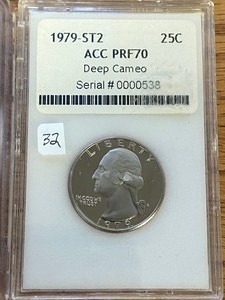 1979-ST2 25C
ACC PRF70
Deep Cameo
Serial # 0000538
32
LIBERTY
IN GOD WE
TRUST
1979